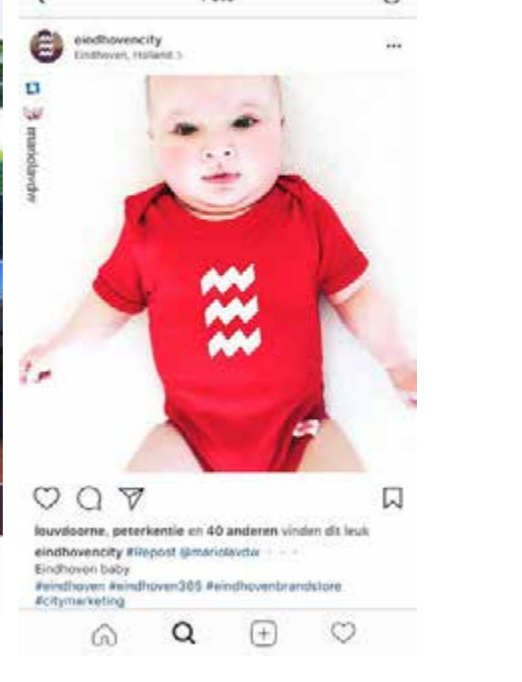 eindhovencity
Eindhoven, Holland >
mariolavdw
louvdoorne, peterkentie en 40 anderen vinden dit leuk
eindhovencity #Repost @mariolavdw
Eindhoven baby
#eindhoven #eindhoven365 #eindhovenbrandstore
#citymarketing